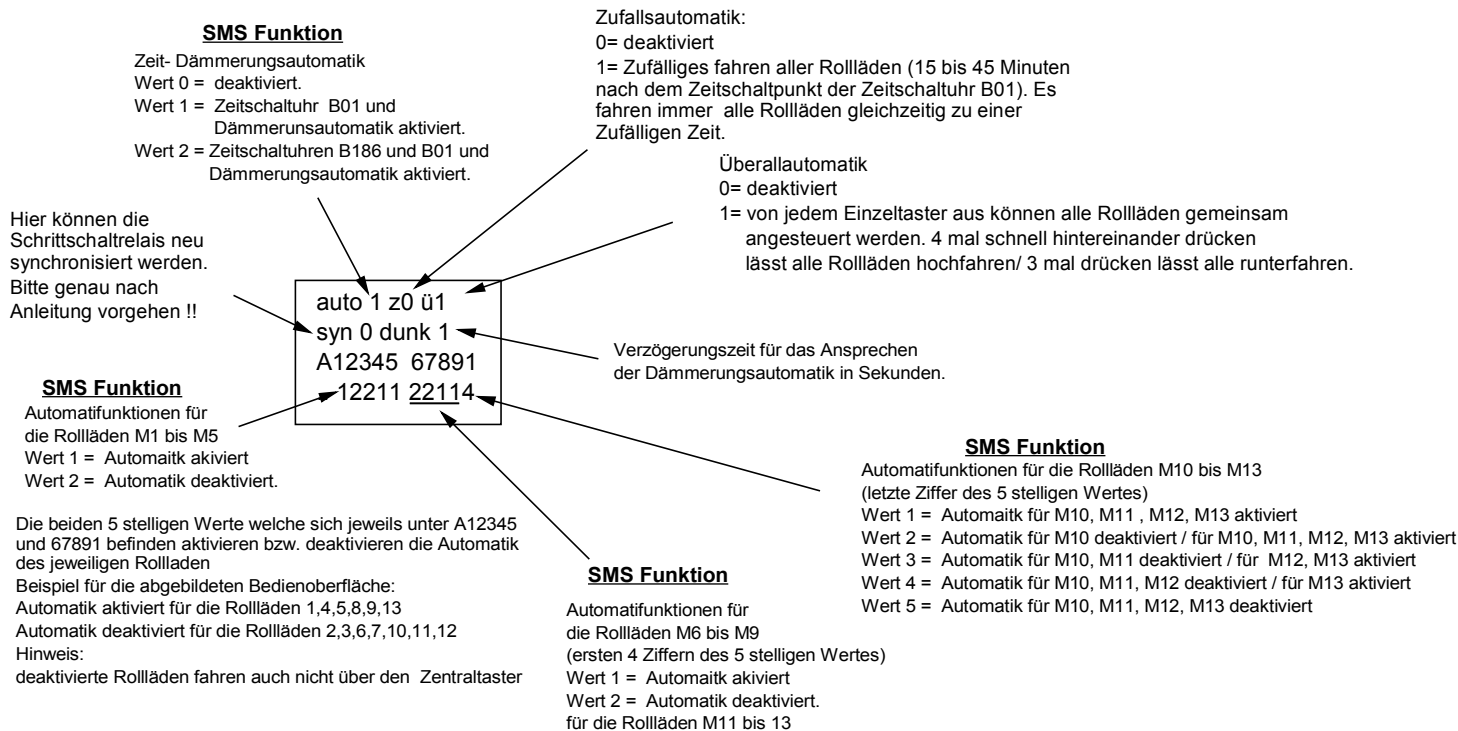 SMS Funktion
Zeit- Dämmerungsautomatik
Wert 0 = deaktiviert.
Wert 1 = Zeitschaltuhr B01 und
Dämmerunsautomatik aktiviert.
Wert 2 = Zeitschaltuhren B186 und B01 und
Dämmerungsautomatik aktiviert.
Zufallsautomatik:
0= deaktiviert
1= Zufälliges fahren aller Rollläden (15 bis 45 Minuten
nach dem Zeitschaltpunkt der Zeitschaltuhr B01). Es
fahren immer alle Rollläden gleichzeitig zu einer
Zufälligen Zeit.
Überallautomatik
0= deaktiviert
1= von jedem Einzeltaster aus können alle Rollläden gemeinsam
angesteuert werden. 4 mal schnell hintereinander drücken
lässt alle Rollläden hochfahren/ 3 mal drücken lässt alle runterfahren.
Hier können die
Schrittschaltrelais neu
synchronisiert werden.
Bitte genau nach
Anleitung vorgehen !!
auto 1 z0 ü1
syn 0 dunk 1
A12345 67891
12211 22114
Verzögerungszeit für das Ansprechen
der Dämmerungsautomatik in Sekunden.
SMS Funktion
Automatifunktionen für
die Rollläden M1 bis M5
Wert 1 = Automaitk akiviert
Wert 2 = Automatik deaktiviert.
Die beiden 5 stelligen Werte welche sich jeweils unter A12345
und 67891 befinden aktivieren bzw. deaktivieren die Automatik
des jeweiligen Rollladen
Beispiel für die abgebildeten Bedienoberfläche:
Automatik aktiviert für die Rollläden 1,4,5,8,9,13
Automatik deaktiviert für die Rollläden 2,3,6,7,10,11,12
Hinweis:
deaktivierte Rollläden fahren auch nicht über den Zentraltaster
SMS Funktion
Automatifunktionen für
die Rollläden M6 bis M9
(ersten 4 Ziffern des 5 stelligen Wertes)
Wert 1 = Automaitk akiviert
Wert 2 = Automatik deaktiviert.
für die Rollläden M11 bis 13
SMS Funktion
Automatifunktionen für die Rollläden M10 bis M13
(letzte Ziffer des 5 stelligen Wertes)
Wert 1 = Automaitk für M10, M11 , M12, M13 aktiviert
Wert 2 = Automatik für M10 deaktiviert / für M10, M11, M12, M13 aktiviert
Wert 3 = Automatik für M10, M11 deaktiviert / für M12, M13 aktiviert
Wert 4 = Automatik für M10, M11, M12 deaktiviert / für M13 aktiviert
Wert 5 = Automatik für M10, M11, M12, M13 deaktiviert